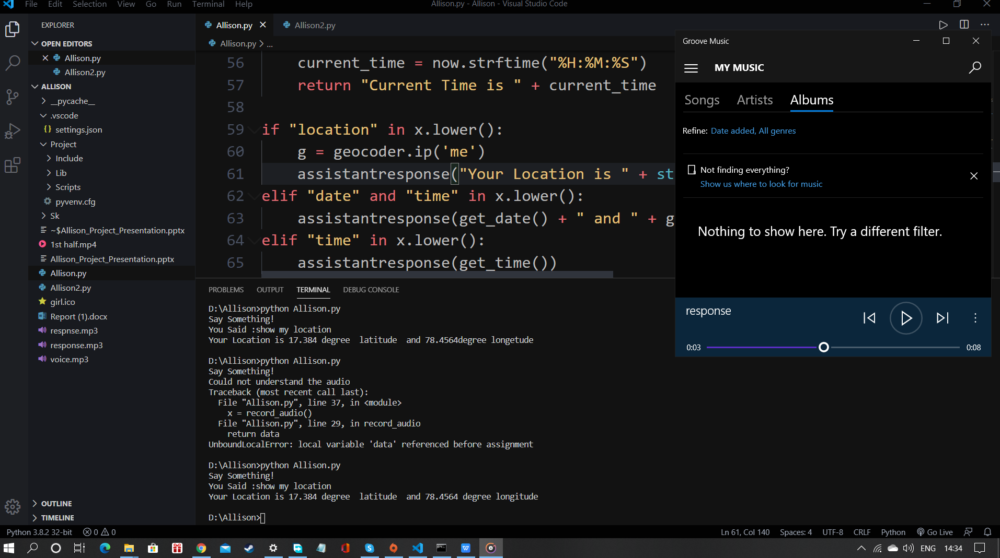 File Edit Selection View Go Run Terminal Help
Allison.py - Allison - Visual Studio Code
EXPLORER
OPEN EDITORS
Allison.py
Allison2.py
ALLISON
__pycache__
.vscode
{} settings.json
Project
Include
Lib
Scripts
pyvenv.cfg
Sk
~$Allison_Project_Presentation.pptx
1st half.mp4
Allison_Project_Presentation.pptx
Allison.py
Allison2.py
girl.ico
Report (1).docx
respnse.mp3
response.mp3
voice.mp3
OUTLINE
TIMELINE
Allison.py
Allison2.py
Allison.py > ...
56 current_time = now.strftime("%H:%M:%S")
57 return "Current Time is " + current_time
58
59 if "location" in x.lower():
60 g = geocoder.ip('me')
61 assistantresponse("Your Location is " + st
62 elif "date" and "time" in x.lower():
63 assistantresponse(get_date() + " and " + g
64 elif "time" in x.lower():
65 assistantresponse(get_time())
PROBLEMS OUTPUT TERMINAL DEBUG CONSOLE
D:\Allison>python Allison.py
Say Something!
You Said :show my location
Your Location is 17.384 degree  latitude  and 78.4564degree longetude
D:\Allison>python Allison.py
Say Something!
Could not understand the audio
Traceback (most recent call last):
File "Allison.py", line 37, in <module>
x = record_audio()
File "Allison.py", line 29, in record_audio
return data
UnboundLocalError: local variable 'data' referenced before assignment
D:\Allison>python Allison.py
Say Something!
You Said :show my location
Your Location is 17.384 degree  latitude  and 78.4564 degree longitude
D:\Allison>
Groove Music
MY MUSIC
Songs Artists Albums
Refine: Date added, All genres
Not finding everything?
Show us where to look for music
Nothing to show here. Try a different filter.
response
0:03
0:08
Python 3.8.2 32-bit 0 0
Ln 61, Col 140 Spaces: 4 UTF-8 CRLF Python Go Live
ENG 14:34